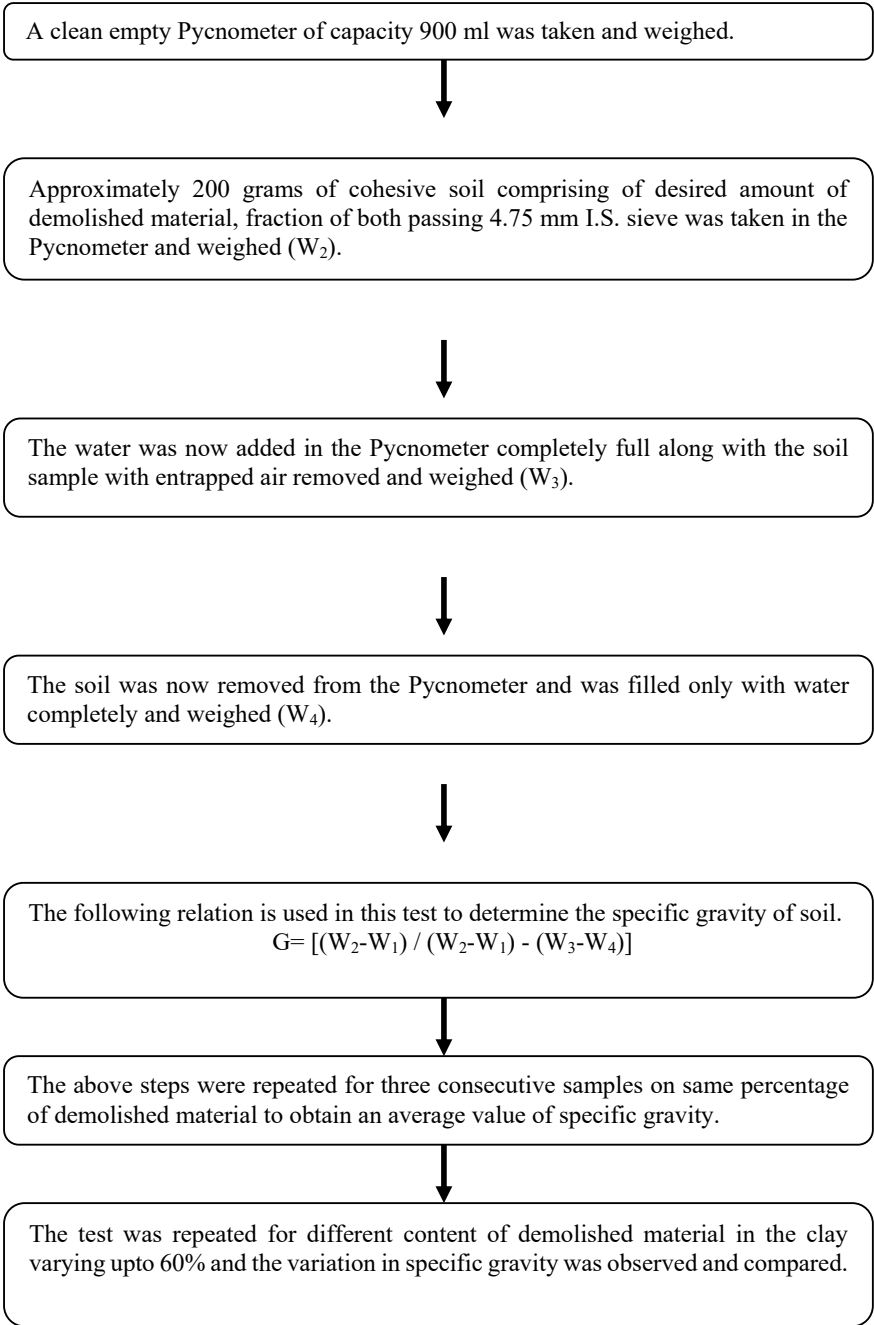 A clean empty Pycnometer of capacity 900 ml was taken and weighed.
Approximately 200 grams of cohesive soil comprising of desired amount of
demolished material, fraction of both passing 4.75 mm I.S. sieve was taken in the
Pycnometer and weighed (W₂).
The water was now added in the Pycnometer completely full along with the soil
sample with entrapped air removed and weighed (W₃).
The soil was now removed from the Pycnometer and was filled only with water
completely and weighed (W₄).
The following relation is used in this test to determine the specific gravity of soil.
G= [(W₂-W₁) / (W₂-W₁) - (W₃-W₄)]
The above steps were repeated for three consecutive samples on same percentage
of demolished material to obtain an average value of specific gravity.
The test was repeated for different content of demolished material in the clay
varying upto 60% and the variation in specific gravity was observed and compared.